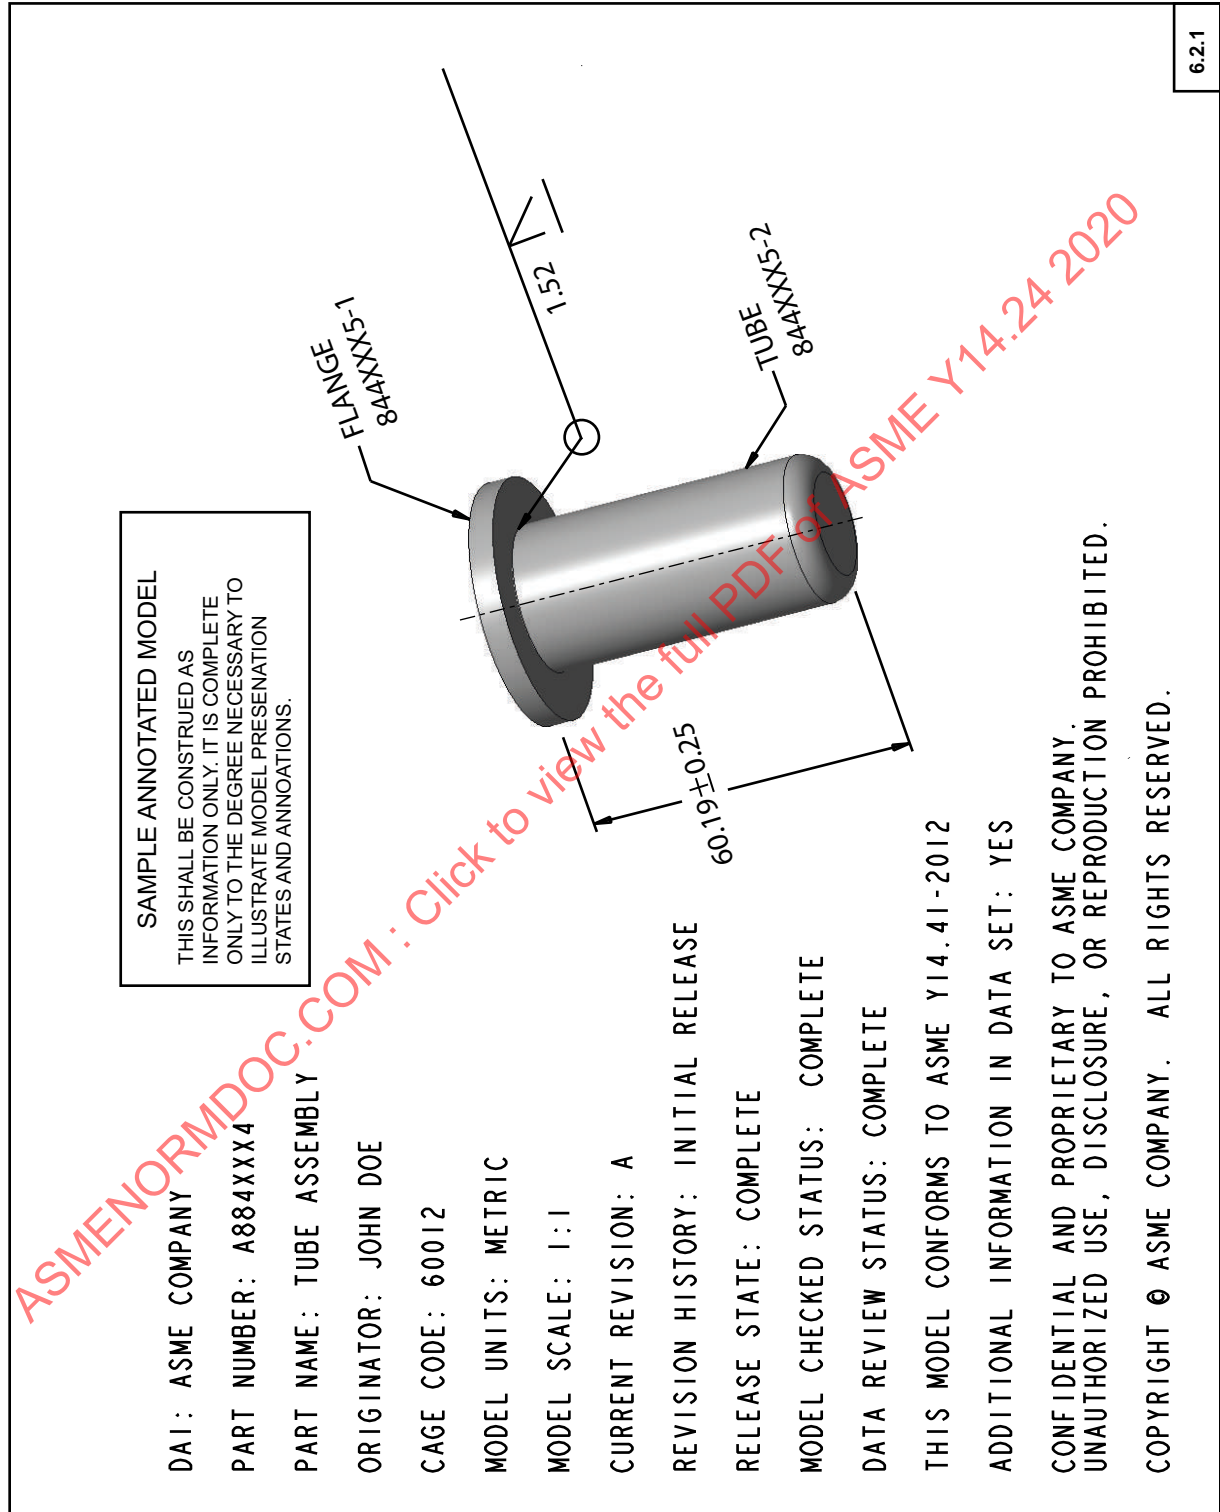 SAMPLE ANNOTATED MODEL
THIS SHALL BE CONSTRUED AS
INFORMATION ONLY. IT IS COMPLETE
ONLY TO THE DEGREE NECESSARY TO
ILLUSTRATE MODEL PRESENATION
STATES AND ANNOATIONS.
FLANGE
844XXX5-1
1.52
TUBE
844XXX5-2
60.19±0.25
DAI: ASME COMPANY
PART NUMBER: A884XXX4
PART NAME: TUBE ASSEMBLY
ORIGINATOR: JOHN DOE
CAGE CODE: 60012
MODEL UNITS: METRIC
MODEL SCALE: 1:1
CURRENT REVISION: A
REVISION HISTORY: INITIAL RELEASE
RELEASE STATE: COMPLETE
MODEL CHECKED STATUS: COMPLETE
DATA REVIEW STATUS: COMPLETE
THIS MODEL CONFORMS TO ASME Y14.41-2012
ADDITIONAL INFORMATION IN DATA SET: YES
CONFIDENTIAL AND PROPRIETARY TO ASME COMPANY.
UNAUTHORIZED USE, DISCLOSURE, OR REPRODUCTION PROHIBITED.
COPYRIGHT © ASME COMPANY. ALL RIGHTS RESERVED.
6.2.1
ASMENORMDOC.COM : Click to view the full PDF of ASME Y14.24 2020